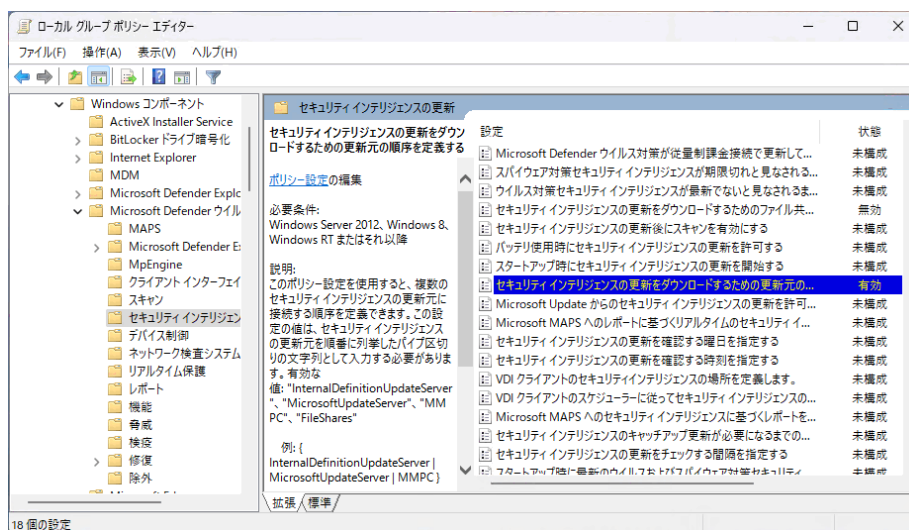 ローカル グループ ポリシー エディター
ファイル(F) 操作(A) 表示(V) ヘルプ(H)
Windows コンポーネント
ActiveX Installer Service
BitLocker ドライブ暗号化
Internet Explorer
MDM
Microsoft Defender Explc
Microsoft Defender ウイル
MAPS
Microsoft Defender E:
MpEngine
クライアント インターフェイ
スキャン
セキュリティ インテリジェン
デバイス制御
ネットワーク検査システム
リアルタイム保護
レポート
機能
脅威
検疫
修復
除外
セキュリティ インテリジェンスの更新
セキュリティ インテリジェンスの更新をダウン
ロードするための更新元の順序を定義する
ポリシー設定の編集
必要条件:
Windows Server 2012、Windows 8、
Windows RT またはそれ以降
説明:
このポリシー設定を使用すると、複数の
セキュリティ インテリジェンスの更新元に
接続する順序を定義できます。この設
定の値は、セキュリティ インテリジェンス
の更新元を順番に列挙したパイプ区切
りの文字列として入力する必要がありま
す。有効な
値: "InternalDefinitionUpdateServer
"、"MicrosoftUpdateServer"、"MM
PC"、"FileShares"
例: {
InternalDefinitionUpdateServer |
MicrosoftUpdateServer | MMPC }
設定 状態
Microsoft Defender ウイルス対策が従量制課金接続で更新して... 未構成
スパイウェア対策セキュリティ インテリジェンスが期限切れと見なされる... 未構成
ウイルス対策セキュリティ インテリジェンスが最新でないと見なされるま... 未構成
セキュリティ インテリジェンスの更新をダウンロードするためのファイル共... 無効
セキュリティ インテリジェンスの更新後にスキャンを有効にする 未構成
バッテリ使用時にセキュリティ インテリジェンスの更新を許可する 未構成
スタートアップ時にセキュリティ インテリジェンスの更新を開始する 未構成
セキュリティ インテリジェンスの更新をダウンロードするための更新元の... 有効
Microsoft Update からのセキュリティ インテリジェンスの更新を許可... 未構成
Microsoft MAPS へのレポートに基づくリアルタイムのセキュリティ イ... 未構成
セキュリティ インテリジェンスの更新を確認する曜日を指定する 未構成
セキュリティ インテリジェンスの更新を確認する時刻を指定する 未構成
VDI クライアントのセキュリティインテリジェンスの場所を定義します。 未構成
VDI クライアントのスケジューラーに従ってセキュリティ インテリジェンスの... 未構成
Microsoft MAPS へのセキュリティ インテリジェンスに基づくレポートを... 未構成
セキュリティ インテリジェンスのキャッチアップ更新が必要になるまでの... 未構成
セキュリティ インテリジェンスの更新をチェックする間隔を指定する 未構成
スタートアップ時に最新のウイルスおよびスパイウェア対策セキュリティ 未構成
拡張 標準
18 個の設定